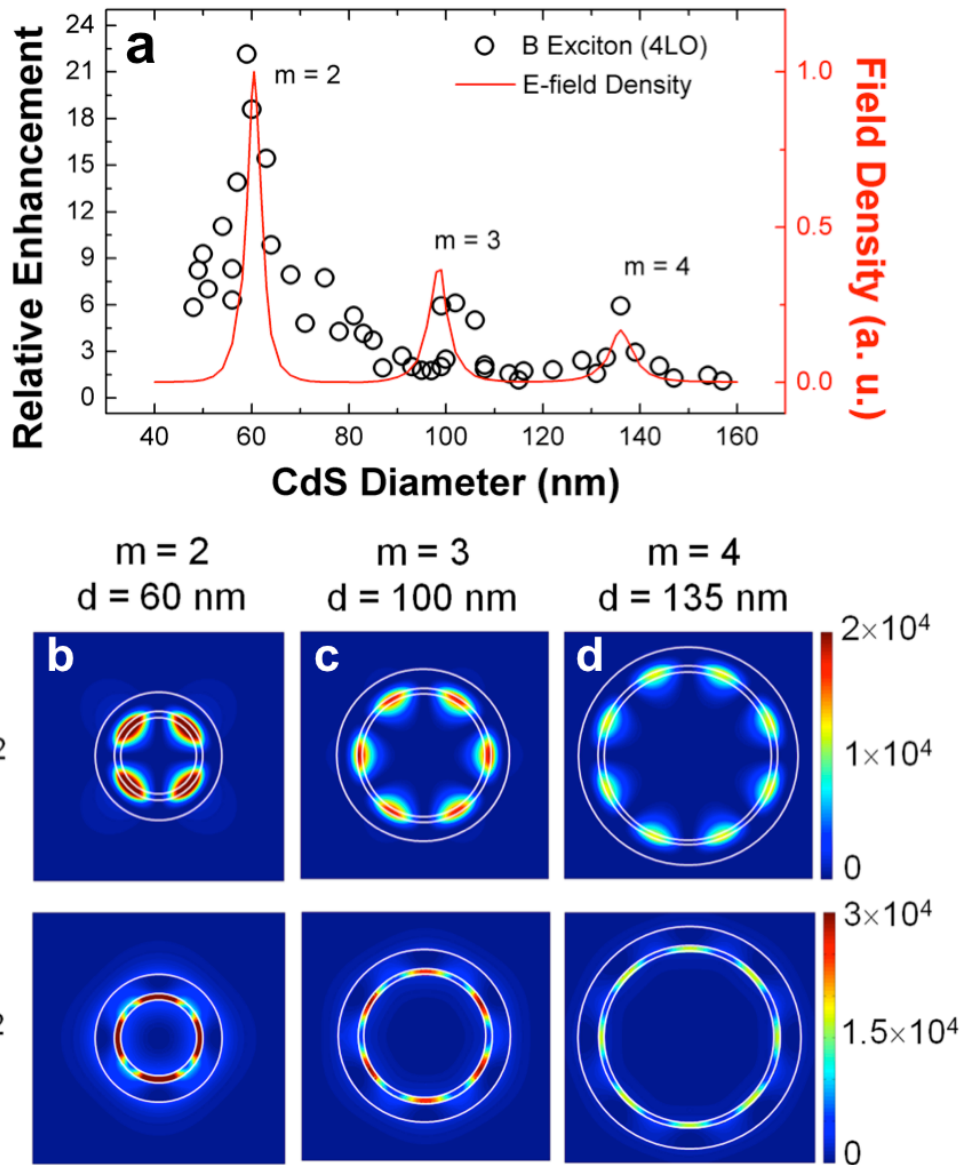 a
Relative Enhancement
24
21
18
15
12
9
6
3
0
B Exciton (4LO)
E-field Density
m = 2
m = 3
m = 4
1.0
0.5
0.0
Field Density (a. u.)
40 60 80 100 120 140 160
CdS Diameter (nm)
m = 2 m = 3 m = 4
d = 60 nm d = 100 nm d = 135 nm
b c d
2×10⁴
1×10⁴
0
2
3×10⁴
1.5×10⁴
0
2